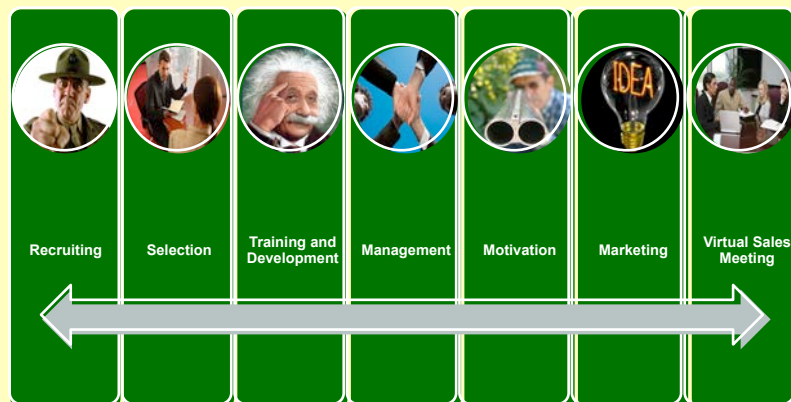 IDEA
Recruiting
Selection
Training and
Development
Management
Motivation
Marketing
Virtual Sales
Meeting